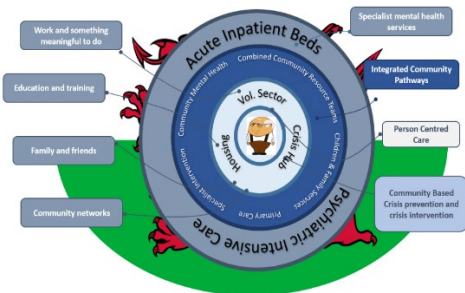 Work and something
meaningful to do
Education and training
Family and friends
Community networks
Acute Inpatient Beds
Psychiatric Intensive Care
Community Mental Health
Combined Community Resource Teams
Children & Family Services
Primary Care
Specialist Intervention
Vol. Sector
Crisis Hub
Housing
Specialist mental health
services
Integrated Community
Pathways
Person Centred
Care
Community Based
Crisis prevention and
crisis intervention